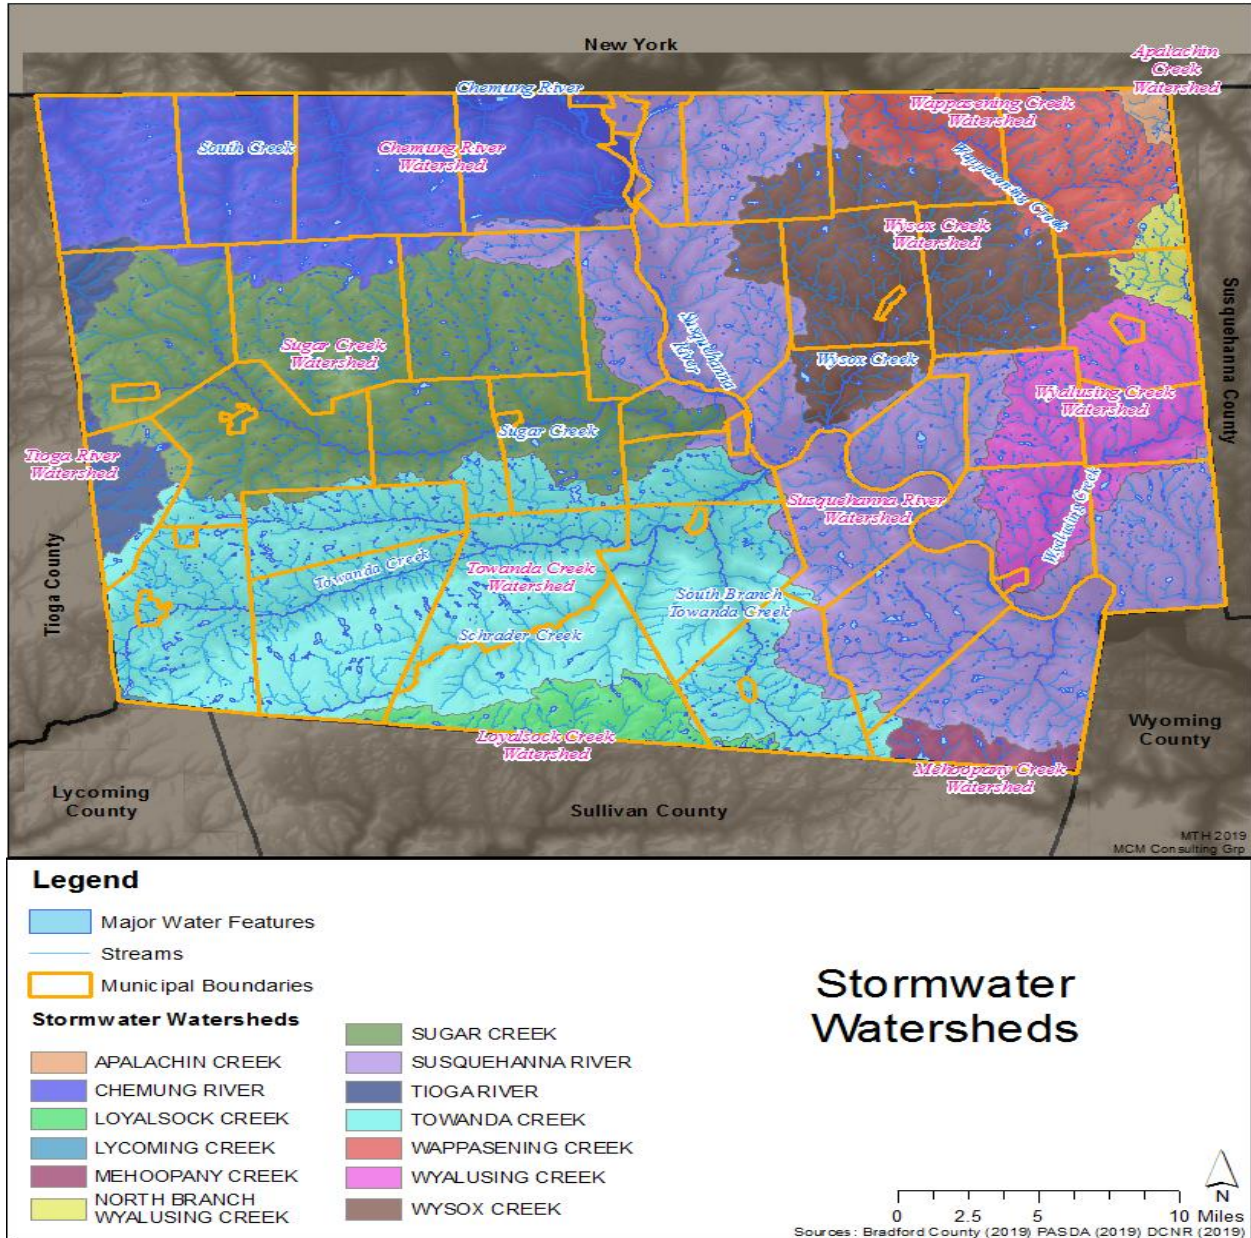 New York
Apalachin
Creek
Watershed
Chemung River
Wappasening Creek
Watershed
South Creek
Chemung River
Watershed
Wappasening Creek
Wysox Creek
Watershed
Susquehanna County
Susquehanna
River
Sugar Creek
Watershed
Wysox Creek
Wyalusing Creek
Watershed
Sugar Creek
Tioga River
Watershed
Susquehanna River
Watershed
Wyalusing Creek
Tioga County
Towanda Creek
Towanda Creek
Watershed
South Branch
Towanda Creek
Schrader Creek
Loyalsock Creek
Watershed
Wyoming
County
Mehoopany Creek
Watershed
Lycoming
County
Sullivan County
MTH 2019
MCM Consulting Grp
Legend
Major Water Features
Streams
Municipal Boundaries
Stormwater Watersheds
APALACHIN CREEK
CHEMUNG RIVER
LOYALSOCK CREEK
LYCOMING CREEK
MEHOOPANY CREEK
NORTH BRANCH
WYALUSING CREEK
SUGAR CREEK
SUSQUEHANNA RIVER
TIOGA RIVER
TOWANDA CREEK
WAPPASENING CREEK
WYALUSING CREEK
WYSOX CREEK
Stormwater
Watersheds
N
0 2.5 5 10 Miles
Sources: Bradford County (2019) PASDA (2019) DCNR (2019)